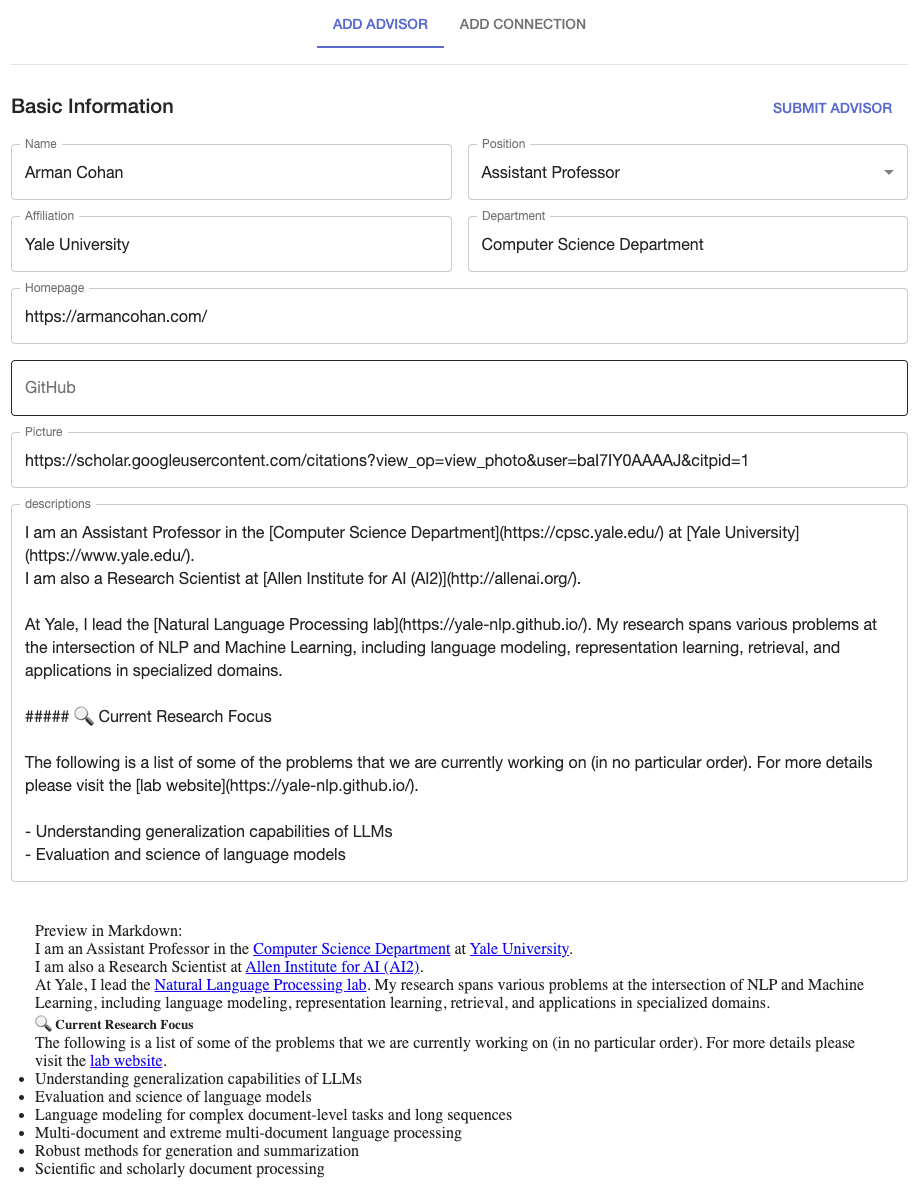 ADD ADVISOR
ADD CONNECTION
Basic Information
SUBMIT ADVISOR
Name
Arman Cohan
Position
Assistant Professor
Affiliation
Yale University
Department
Computer Science Department
Homepage
https://armancohan.com/
GitHub
Picture
https://scholar.googleusercontent.com/citations?view_op=view_photo&user=baI7IY0AAAAJ&citpid=1
descriptions
I am an Assistant Professor in the [Computer Science Department](https://cpsc.yale.edu/) at [Yale University]
(https://www.yale.edu/).
I am also a Research Scientist at [Allen Institute for AI (AI2)](http://allenai.org/).
At Yale, I lead the [Natural Language Processing lab](https://yale-nlp.github.io/). My research spans various problems at
the intersection of NLP and Machine Learning, including language modeling, representation learning, retrieval, and
applications in specialized domains.
##### 🔍 Current Research Focus
The following is a list of some of the problems that we are currently working on (in no particular order). For more details
please visit the [lab website](https://yale-nlp.github.io/).
- Understanding generalization capabilities of LLMs
- Evaluation and science of language models
Preview in Markdown:
I am an Assistant Professor in the Computer Science Department at Yale University.
I am also a Research Scientist at Allen Institute for AI (AI2).
At Yale, I lead the Natural Language Processing lab. My research spans various problems at the intersection of NLP and Machine
Learning, including language modeling, representation learning, retrieval, and applications in specialized domains.
🔍 Current Research Focus
The following is a list of some of the problems that we are currently working on (in no particular order). For more details please
visit the lab website.
• Understanding generalization capabilities of LLMs
• Evaluation and science of language models
• Language modeling for complex document-level tasks and long sequences
• Multi-document and extreme multi-document language processing
• Robust methods for generation and summarization
• Scientific and scholarly document processing